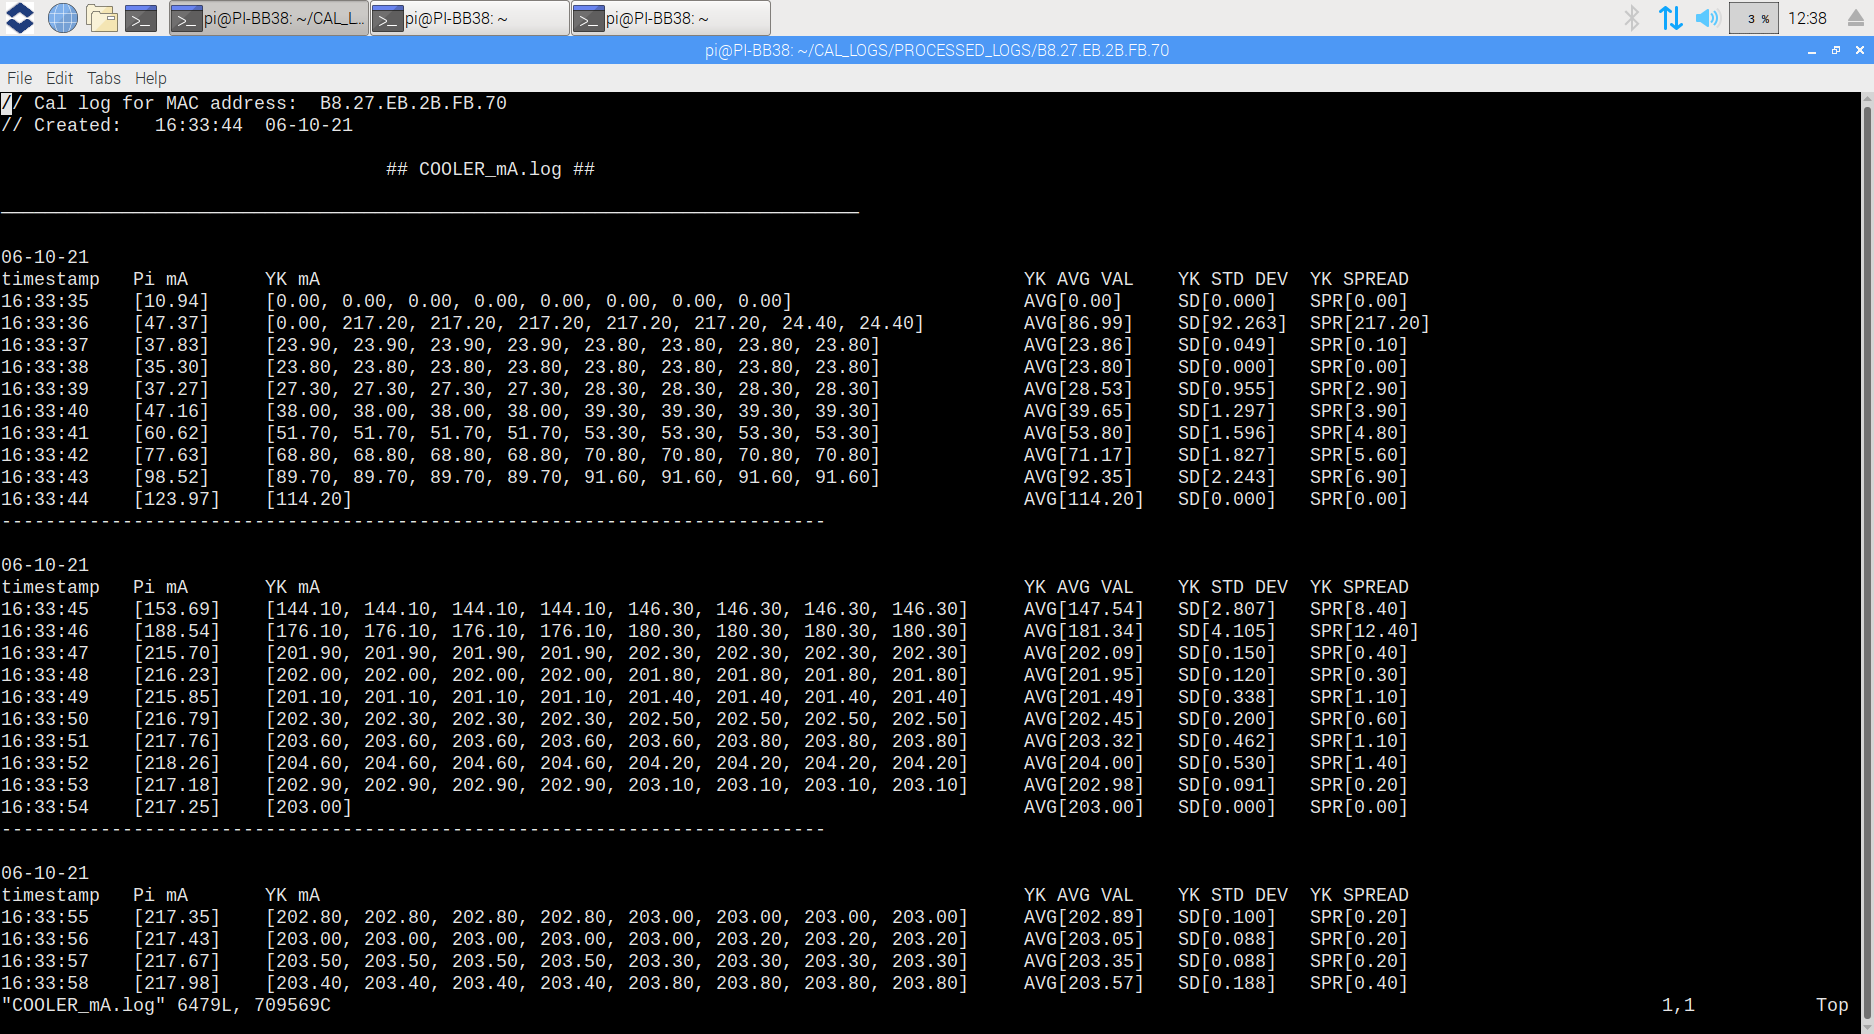 pi@PI-BB38: ~/CAL_L... pi@PI-BB38: ~ pi@PI-BB38: ~ 3 % 12:38
pi@PI-BB38: ~/CAL_LOGS/PROCESSED_LOGS/B8.27.EB.2B.FB.70
File Edit Tabs Help
// Cal log for MAC address:  B8.27.EB.2B.FB.70
// Created:   16:33:44  06-10-21
## COOLER_mA.log ##
06-10-21
timestamp   Pi mA       YK mA       YK AVG VAL    YK STD DEV  YK SPREAD
16:33:35    [10.94]     [0.00, 0.00, 0.00, 0.00, 0.00, 0.00, 0.00, 0.00]     AVG[0.00]     SD[0.000]   SPR[0.00]
16:33:36    [47.37]     [0.00, 217.20, 217.20, 217.20, 217.20, 217.20, 24.40, 24.40]     AVG[86.99]    SD[92.263]  SPR[217.20]
16:33:37    [37.83]     [23.90, 23.90, 23.90, 23.90, 23.80, 23.80, 23.80, 23.80]     AVG[23.86]    SD[0.049]   SPR[0.10]
16:33:38    [35.30]     [23.80, 23.80, 23.80, 23.80, 23.80, 23.80, 23.80, 23.80]     AVG[23.80]    SD[0.000]   SPR[0.00]
16:33:39    [37.27]     [27.30, 27.30, 27.30, 27.30, 28.30, 28.30, 28.30, 28.30]     AVG[28.53]    SD[0.955]   SPR[2.90]
16:33:40    [47.16]     [38.00, 38.00, 38.00, 38.00, 39.30, 39.30, 39.30, 39.30]     AVG[39.65]    SD[1.297]   SPR[3.90]
16:33:41    [60.62]     [51.70, 51.70, 51.70, 51.70, 53.30, 53.30, 53.30, 53.30]     AVG[53.80]    SD[1.596]   SPR[4.80]
16:33:42    [77.63]     [68.80, 68.80, 68.80, 68.80, 70.80, 70.80, 70.80, 70.80]     AVG[71.17]    SD[1.827]   SPR[5.60]
16:33:43    [98.52]     [89.70, 89.70, 89.70, 89.70, 91.60, 91.60, 91.60, 91.60]     AVG[92.35]    SD[2.243]   SPR[6.90]
16:33:44    [123.97]    [114.20]     AVG[114.20]   SD[0.000]   SPR[0.00]
---------------------------------------------------------------------------
06-10-21
timestamp   Pi mA       YK mA       YK AVG VAL    YK STD DEV  YK SPREAD
16:33:45    [153.69]    [144.10, 144.10, 144.10, 144.10, 146.30, 146.30, 146.30, 146.30]     AVG[147.54]   SD[2.807]   SPR[8.40]
16:33:46    [188.54]    [176.10, 176.10, 176.10, 176.10, 180.30, 180.30, 180.30, 180.30]     AVG[181.34]   SD[4.105]   SPR[12.40]
16:33:47    [215.70]    [201.90, 201.90, 201.90, 201.90, 202.30, 202.30, 202.30, 202.30]     AVG[202.09]   SD[0.150]   SPR[0.40]
16:33:48    [216.23]    [202.00, 202.00, 202.00, 202.00, 201.80, 201.80, 201.80, 201.80]     AVG[201.95]   SD[0.120]   SPR[0.30]
16:33:49    [215.85]    [201.10, 201.10, 201.10, 201.10, 201.40, 201.40, 201.40, 201.40]     AVG[201.49]   SD[0.338]   SPR[1.10]
16:33:50    [216.79]    [202.30, 202.30, 202.30, 202.30, 202.50, 202.50, 202.50, 202.50]     AVG[202.45]   SD[0.200]   SPR[0.60]
16:33:51    [217.76]    [203.60, 203.60, 203.60, 203.60, 203.60, 203.80, 203.80, 203.80]     AVG[203.32]   SD[0.462]   SPR[1.10]
16:33:52    [218.26]    [204.60, 204.60, 204.60, 204.60, 204.20, 204.20, 204.20, 204.20]     AVG[204.00]   SD[0.530]   SPR[1.40]
16:33:53    [217.18]    [202.90, 202.90, 202.90, 202.90, 203.10, 203.10, 203.10, 203.10]     AVG[202.98]   SD[0.091]   SPR[0.20]
16:33:54    [217.25]    [203.00]     AVG[203.00]   SD[0.000]   SPR[0.00]
---------------------------------------------------------------------------
06-10-21
timestamp   Pi mA       YK mA       YK AVG VAL    YK STD DEV  YK SPREAD
16:33:55    [217.35]    [202.80, 202.80, 202.80, 202.80, 203.00, 203.00, 203.00, 203.00]     AVG[202.89]   SD[0.100]   SPR[0.20]
16:33:56    [217.43]    [203.00, 203.00, 203.00, 203.00, 203.00, 203.20, 203.20, 203.20]     AVG[203.05]   SD[0.088]   SPR[0.20]
16:33:57    [217.67]    [203.50, 203.50, 203.50, 203.50, 203.30, 203.30, 203.30, 203.30]     AVG[203.35]   SD[0.088]   SPR[0.20]
16:33:58    [217.98]    [203.40, 203.40, 203.40, 203.40, 203.80, 203.80, 203.80, 203.80]     AVG[203.57]   SD[0.188]   SPR[0.40]
"COOLER_mA.log" 6479L, 709569C     1,1     Top